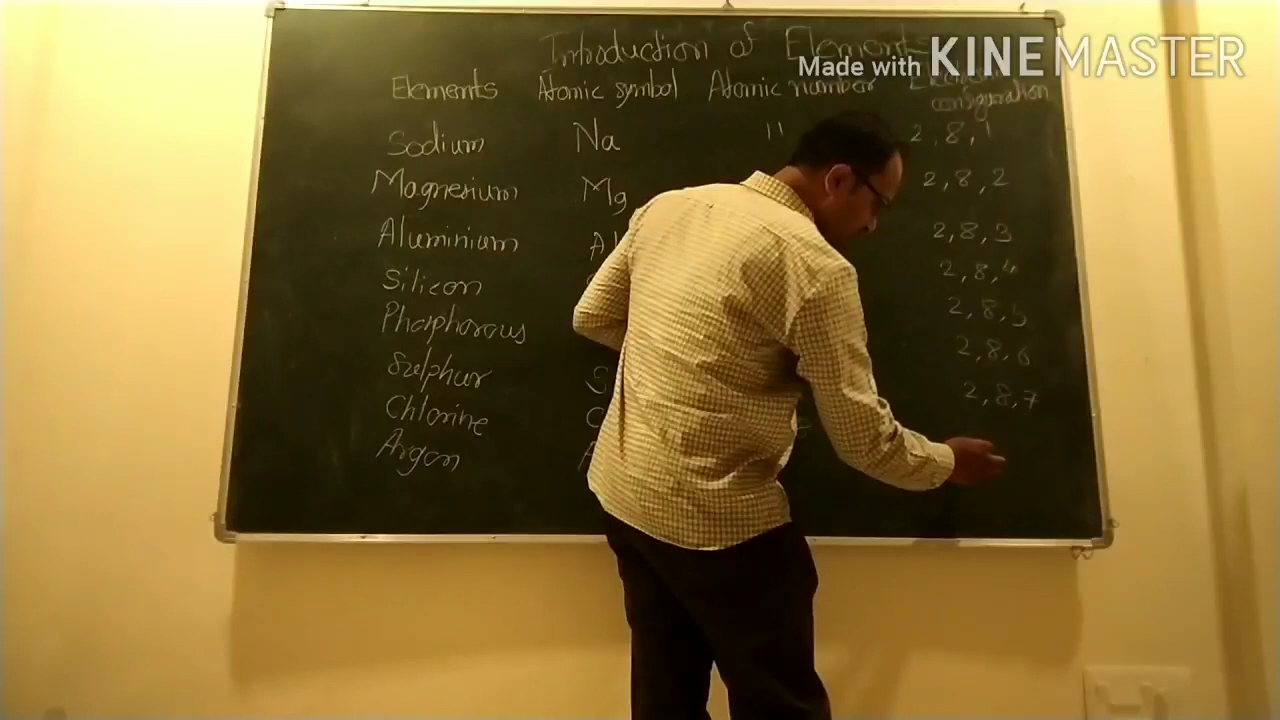 Introduction of Elements
Made with KINEMASTER
Elements Atomic symbol Atomic number
configuration
Sodium Na 11 2,8,1
Magnesium Mg 2,8,2
Aluminium Al 2,8,3
Silicon 2,8,4
Phosphorous 2,8,5
Sulphur S 2,8,6
Chlorine C 2,8,7
Argon A